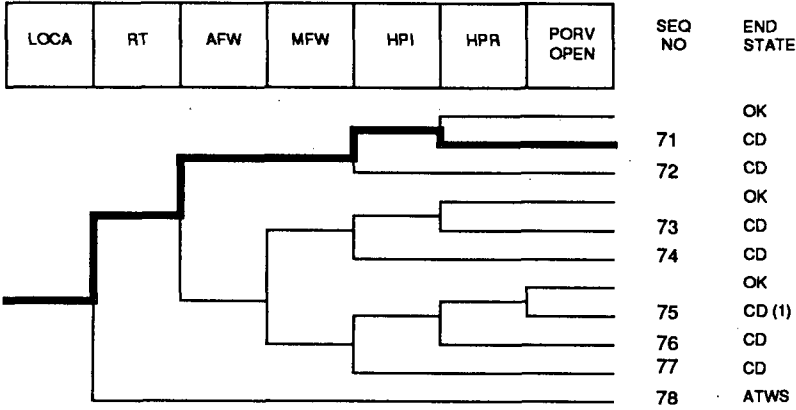 LOCA RT AFW MFW HPI HPR PORV OPEN SEQ NO END STATE
OK
71 CD
72 CD
OK
73 CD
74 CD
OK
75 CD (1)
76 CD
77 CD
78 ATWS